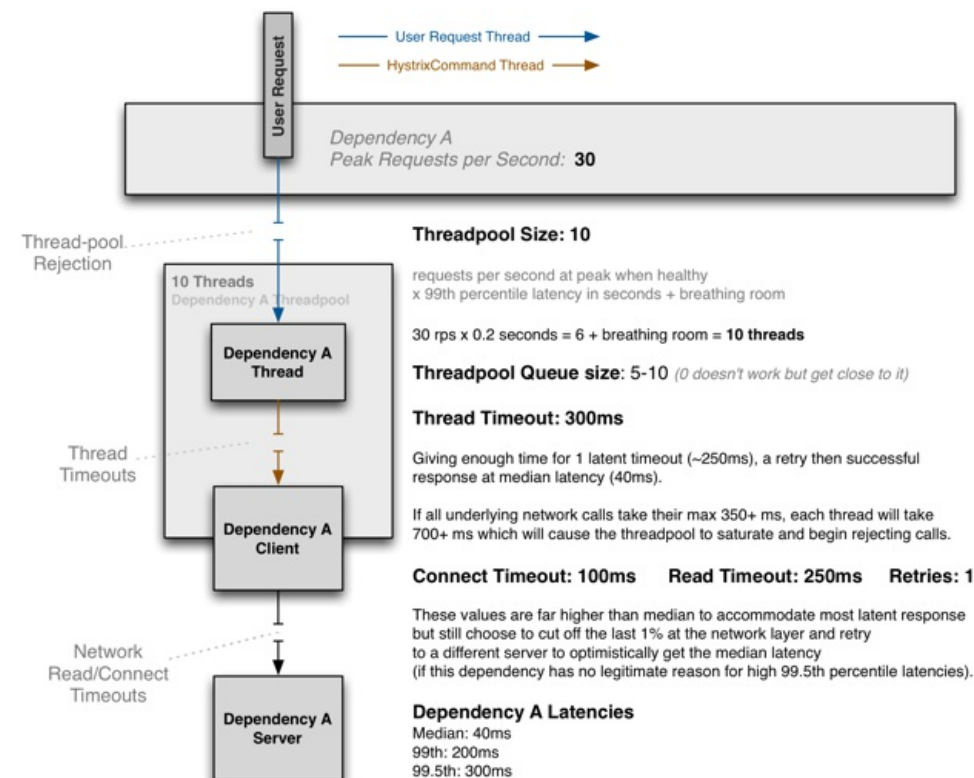 User Request
User Request Thread
HystrixCommand Thread
Dependency A
Peak Requests per Second: 30
Thread-pool
Rejection
10 Threads
Dependency A Threadpool
Dependency A
Thread
Thread
Timeouts
Dependency A
Client
Network
Read/Connect
Timeouts
Dependency A
Server
Threadpool Size: 10
requests per second at peak when healthy
x 99th percentile latency in seconds + breathing room
30 rps x 0.2 seconds = 6 + breathing room = 10 threads
Threadpool Queue size: 5-10 (0 doesn't work but get close to it)
Thread Timeout: 300ms
Giving enough time for 1 latent timeout (~250ms), a retry then successful
response at median latency (40ms).
If all underlying network calls take their max 350+ ms, each thread will take
700+ ms which will cause the threadpool to saturate and begin rejecting calls.
Connect Timeout: 100ms Read Timeout: 250ms Retries: 1
These values are far higher than median to accommodate most latent response
but still choose to cut off the last 1% at the network layer and retry
to a different server to optimistically get the median latency
(if this dependency has no legitimate reason for high 99.5th percentile latencies).
Dependency A Latencies
Median: 40ms
99th: 200ms
99.5th: 300ms